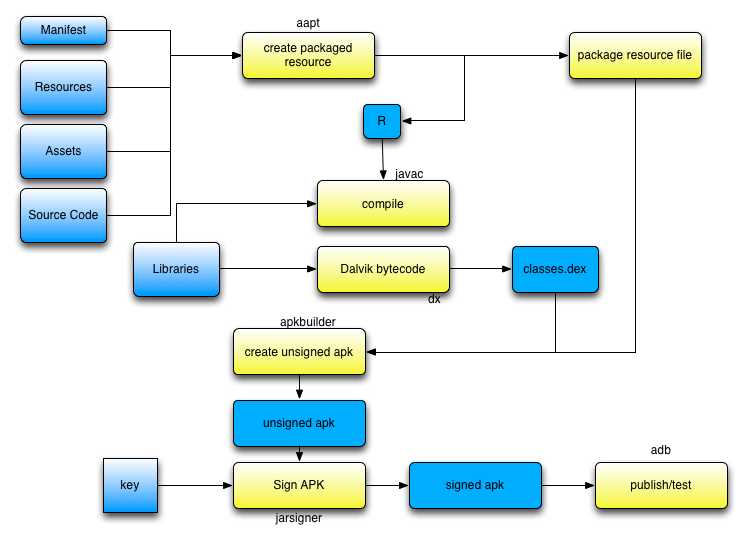 aapt
Manifest
create packaged
resource
package resource file
Resources
R
Assets
javac
compile
Source Code
Libraries
Dalvik bytecode
classes.dex
dx
apkbuilder
create unsigned apk
unsigned apk
adb
key
Sign APK
signed apk
publish/test
jarsigner